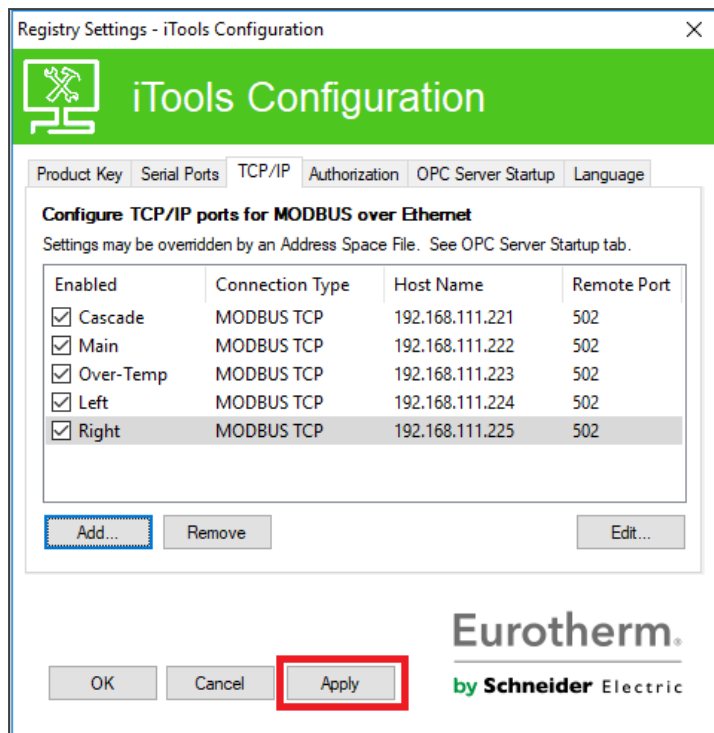 Registry Settings - iTools Configuration
iTools Configuration
Product Key Serial Ports TCP/IP Authorization OPC Server Startup Language
Configure TCP/IP ports for MODBUS over Ethernet
Settings may be overridden by an Address Space File. See OPC Server Startup tab.
Enabled Connection Type Host Name Remote Port
Cascade MODBUS TCP 192.168.111.221 502
Main MODBUS TCP 192.168.111.222 502
Over-Temp MODBUS TCP 192.168.111.223 502
Left MODBUS TCP 192.168.111.224 502
Right MODBUS TCP 192.168.111.225 502
Add... Remove Edit...
Eurotherm.
by Schneider Electric
OK Cancel Apply